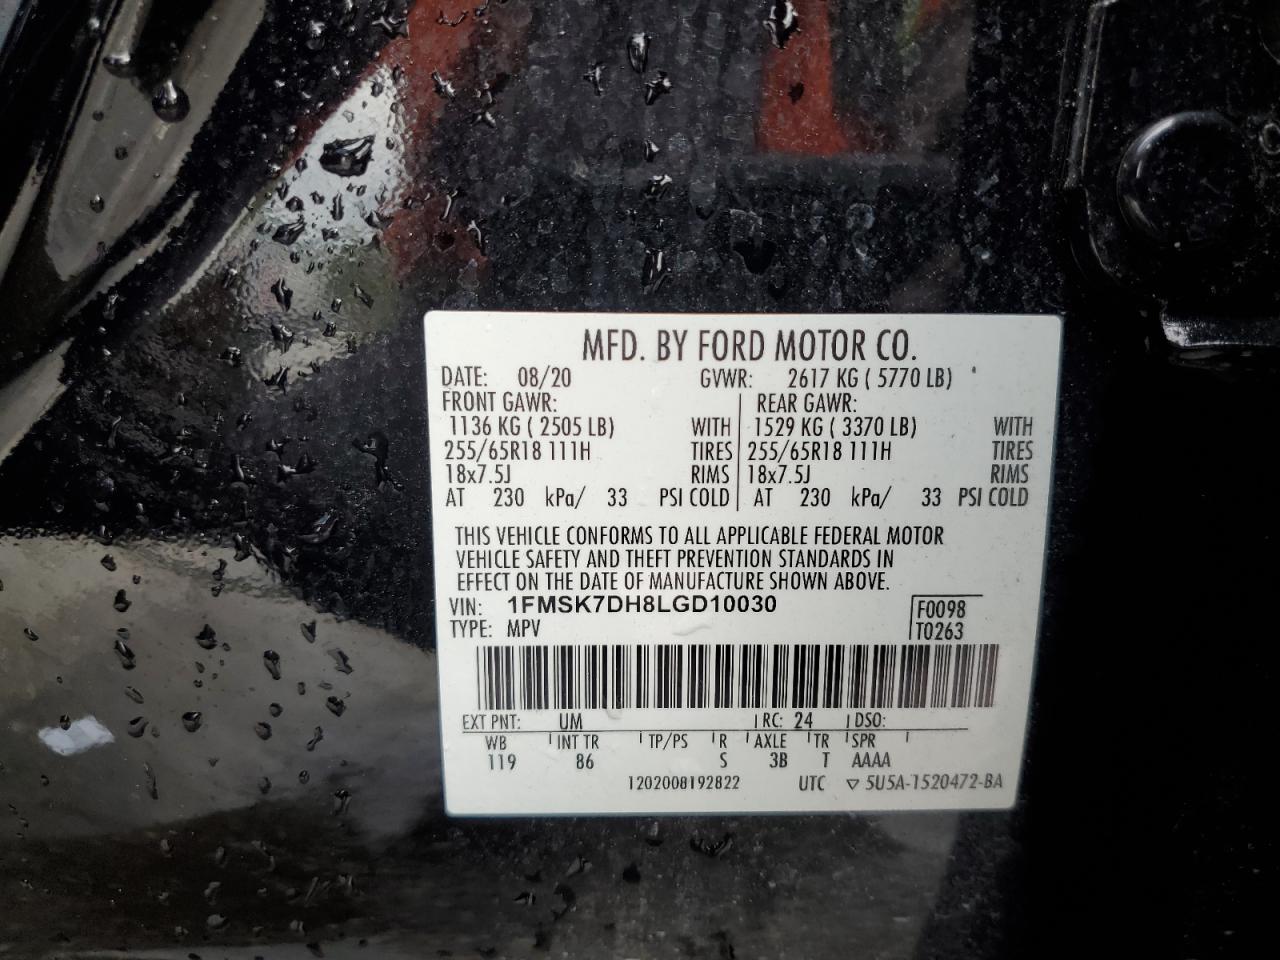 MFD. BY FORD MOTOR CO.
DATE: 08/20 GVWR: 2617 KG ( 5770 LB)
FRONT GAWR: REAR GAWR:
1136 KG ( 2505 LB) WITH 1529 KG ( 3370 LB) WITH
255/65R18 111H TIRES 255/65R18 111H TIRES
18x7.5J RIMS 18x7.5J RIMS
AT 230 kPa/ 33 PSI COLD AT 230 kPa/ 33 PSI COLD
THIS VEHICLE CONFORMS TO ALL APPLICABLE FEDERAL MOTOR
VEHICLE SAFETY AND THEFT PREVENTION STANDARDS IN
EFFECT ON THE DATE OF MANUFACTURE SHOWN ABOVE.
VIN: 1FMSK7DH8LGD10030 F0098
TYPE: MPV T0263
EXT PNT: UM RC: 24 DSO:
WB INT TR TP/PS R AXLE TR SPR
119 86 S 3B T AAAA
1202008192822 UTC ▽ 5U5A-1520472-BA